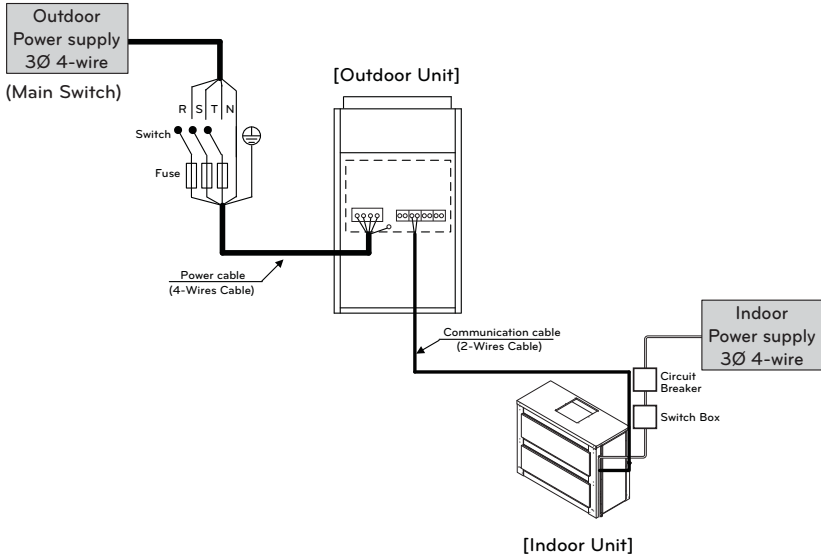 Outdoor
Power supply
3Ø 4-wire
(Main Switch)
[Outdoor Unit]
R S T N
Switch
Fuse
Power cable
(4-Wires Cable)
Communication cable
(2-Wires Cable)
Indoor
Power supply
3Ø 4-wire
Circuit
Breaker
Switch Box
[Indoor Unit]